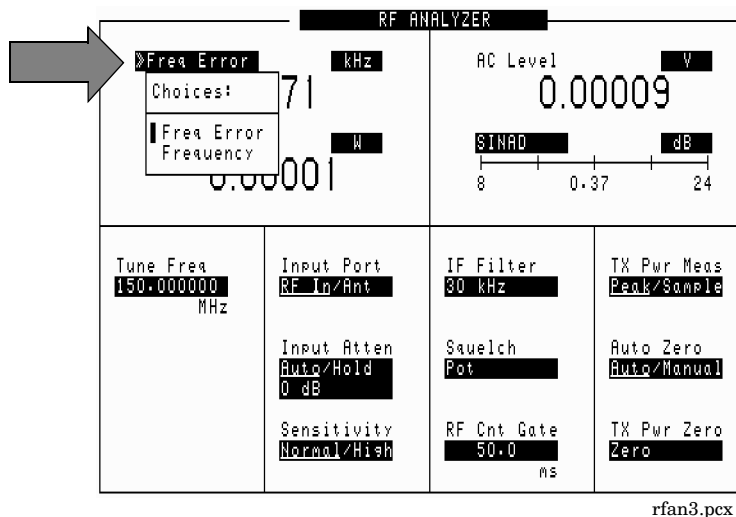 RF ANALYZER
Freq Error
kHz
Choices:
71
Freq Error
Frequency
W
0.00001
AC Level
V
0.00009
SINAD
dB
8
0.37
24
Tune Freq
150.000000
MHz
Input Port
RF In/Ant
Input Atten
Auto/Hold
0 dB
Sensitivity
Normal/High
IF Filter
30 kHz
Squelch
Pot
RF Cnt Gate
50.0
ms
TX Pwr Meas
Peak/Sample
Auto Zero
Auto/Manual
TX Pwr Zero
Zero
rfan3.pcx